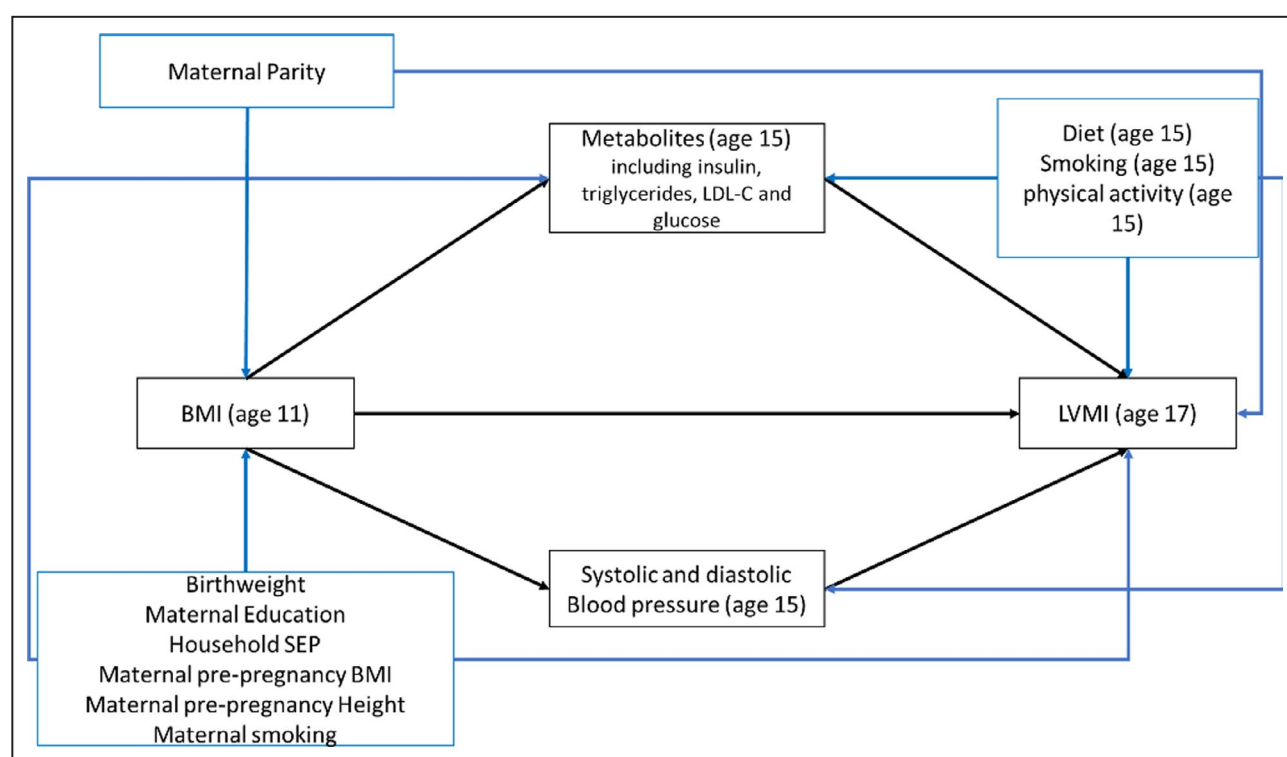 Maternal Parity
Metabolites (age 15)
including insulin,
triglycerides, LDL-C and
glucose
Diet (age 15)
Smoking (age 15)
physical activity (age
15)
BMI (age 11)
LVMI (age 17)
Systolic and diastolic
Blood pressure (age 15)
Birthweight
Maternal Education
Household SEP
Maternal pre-pregnancy BMI
Maternal pre-pregnancy Height
Maternal smoking